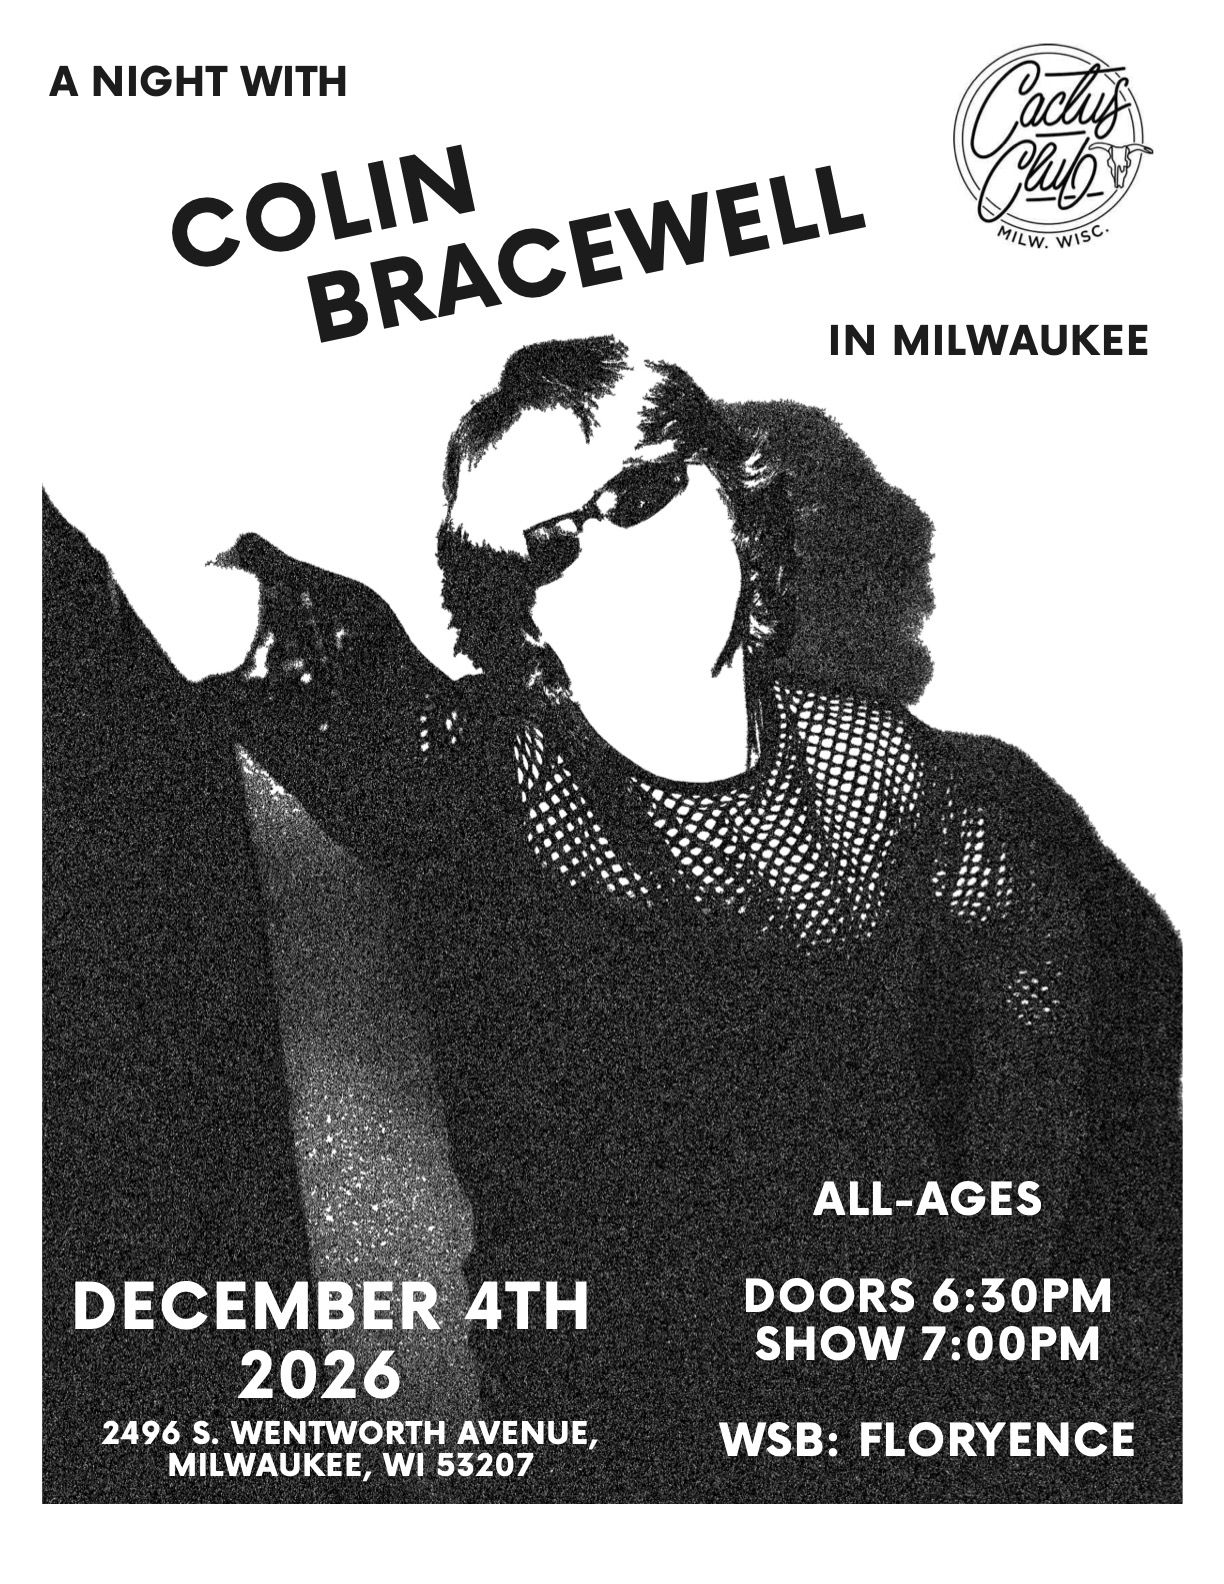 A NIGHT WITH
Cactus
Club
MILW. WISC.
COLIN
BRACEWELL
IN MILWAUKEE
ALL-AGES
DECEMBER 4TH
2026
2496 S. WENTWORTH AVENUE,
MILWAUKEE, WI 53207
DOORS 6:30PM
SHOW 7:00PM
WSB: FLORYENCE